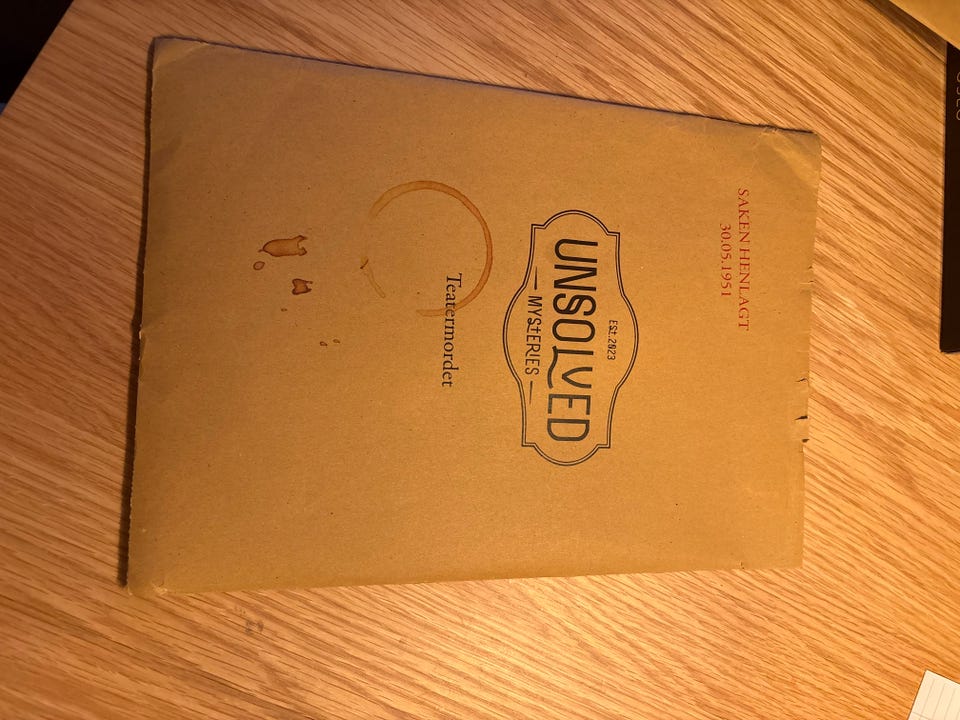 SAKEN HENLAGT
30.05.1951
EST.2023
UNSOLVED
MYSTERIES
Teatermordet